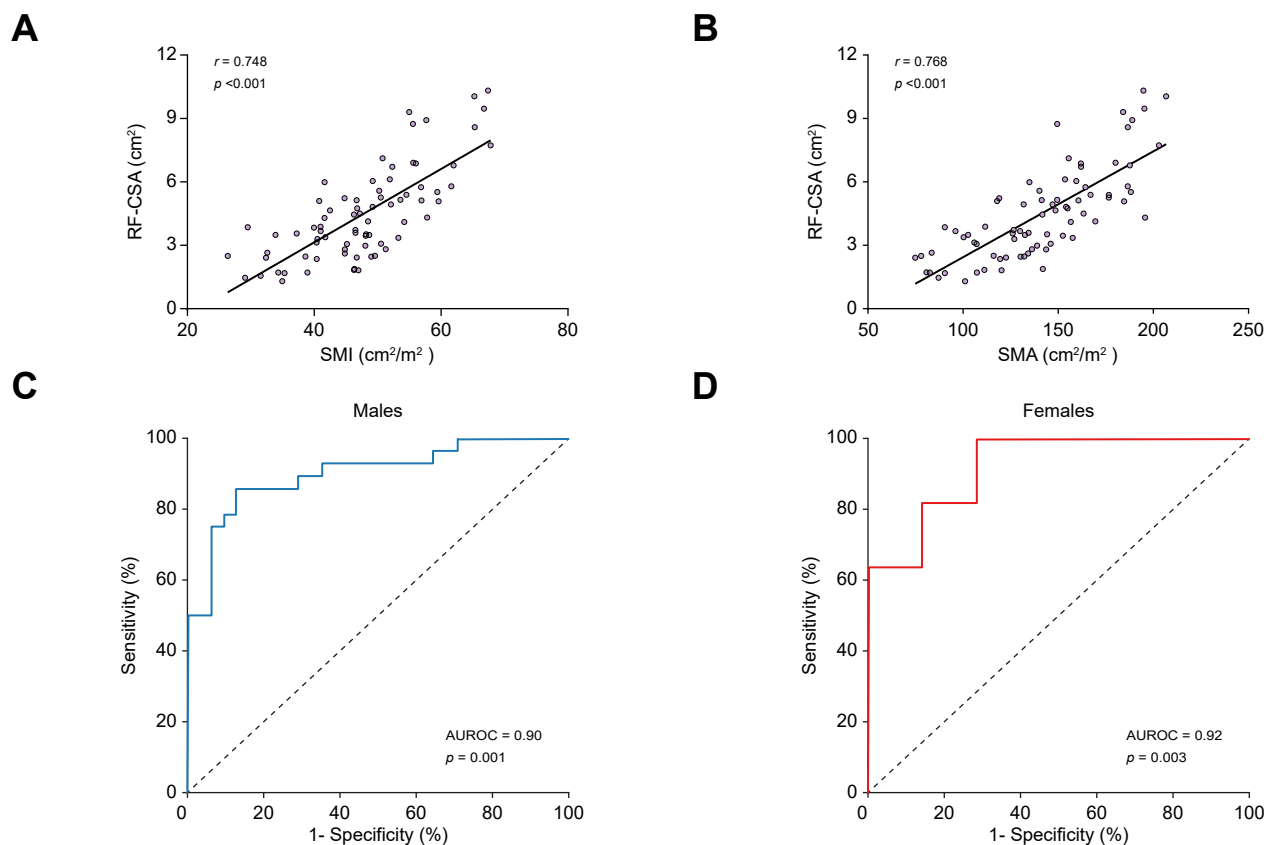 A
r = 0.748
p <0.001
12
9
6
3
0
RF-CSA (cm²)
20
40
60
80
SMI (cm²/m² )
B
r = 0.768
p <0.001
12
9
6
3
0
RF-CSA (cm²)
50
100
150
200
250
SMA (cm²/m² )
C
Males
100
80
60
40
20
0
Sensitivity (%)
AUROC = 0.90
p = 0.001
0
20
40
60
80
100
1- Specificity (%)
D
Females
100
80
60
40
20
0
Sensitivity (%)
AUROC = 0.92
p = 0.003
0
20
40
60
80
100
1- Specificity (%)